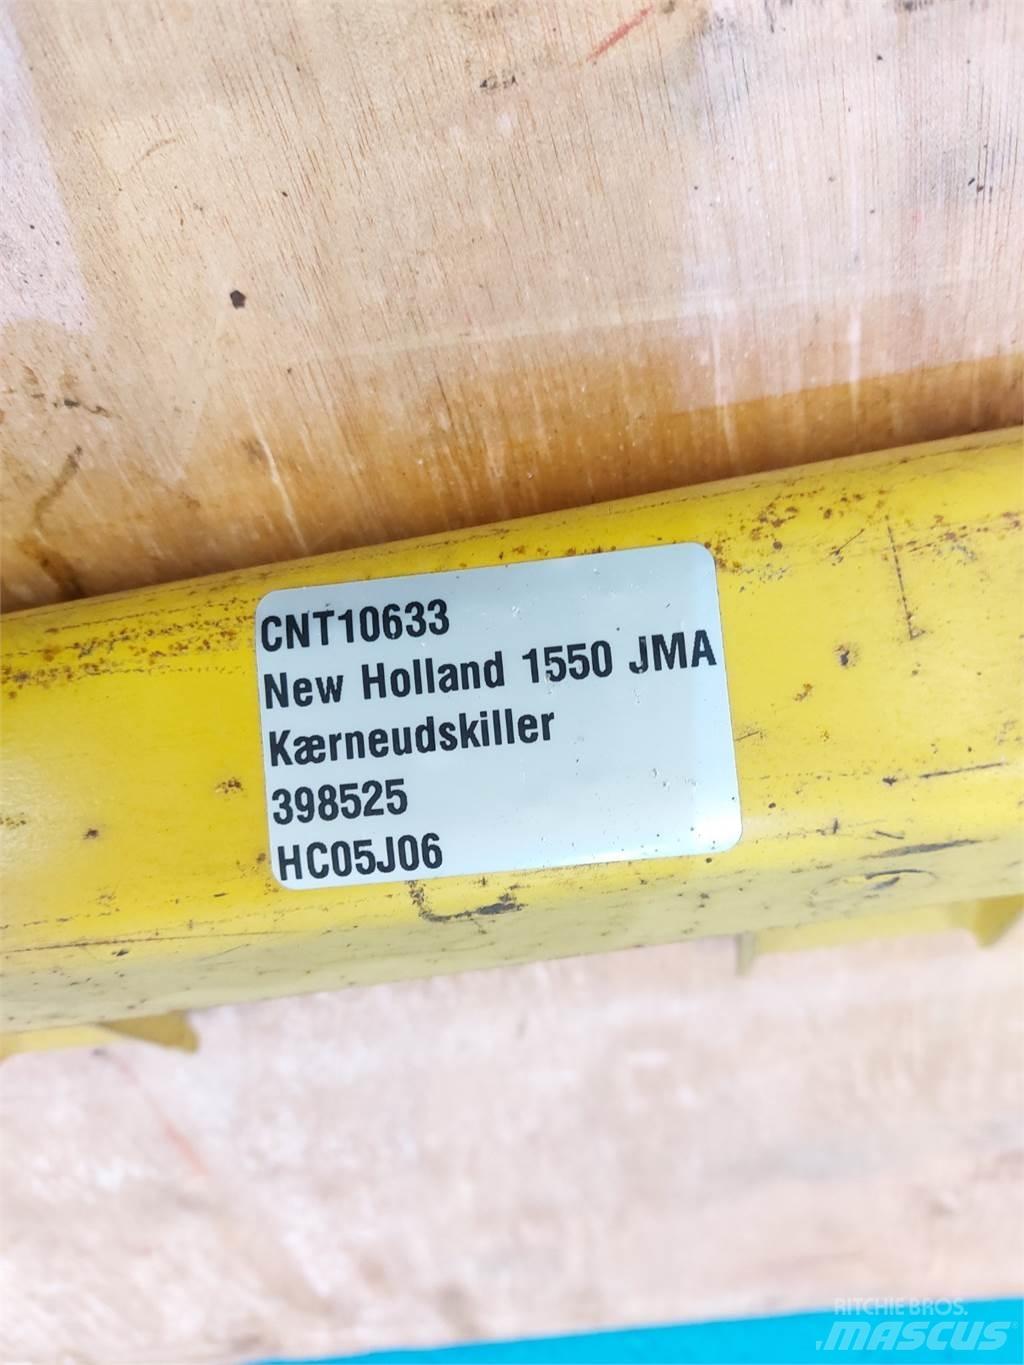 CNT10633
New Holland 1550 JMA
Kærneudskiller
398525
HC05J06
RITCHIE BROS.
MASCUS